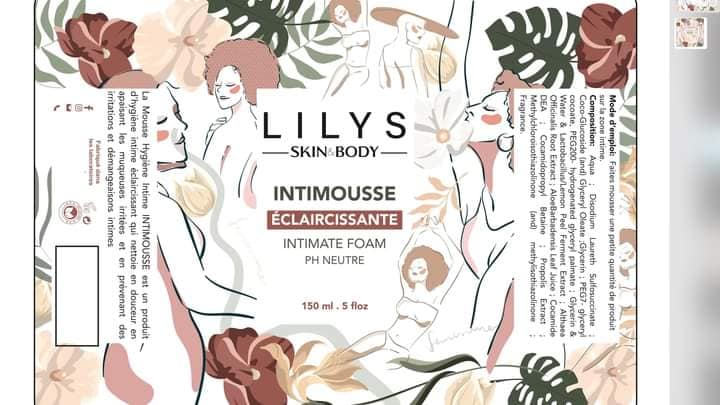 LILYS
SKIN&BODY
INTIMOUSSE
ÉCLAIRCISSANTE
INTIMATE FOAM
PH NEUTRE
150 ml . 5 floz
La Mousse Hygiène Intime INTIMOUSSE est un produit
d'hygiène intime éclaircissant qui nettoie en douceur en
apaisant les muqueuses irritées et en prévenant des
irritations et démangeaisons intimes
Fabriqué dans
les laboratoires
Mode d'emploi: Faites mousser une petite quantité de produit
sur la zone intime.
Composition: Aqua ; Disodium Laureth Sulfosuccinate ;
Coco-Glucoside (and) Glyceryl Oleate ;Glycerin ; PEG7- glyceryl
cocoate, PEG200- hydrogenated glyceryl palmate ; Glycerin &
Water & Lactobacillus/Lemon Peel Ferment Extract ; Althaea
Officinalis Root Extract ; AloeBarbadensis Leaf Juice ; Cocamide
DEA ; Cocamidopropyl Betaine ; Propolis Extract ;
Methylchloroisothiazolinone (and) methylisothiazolinone ;
Fragrance.